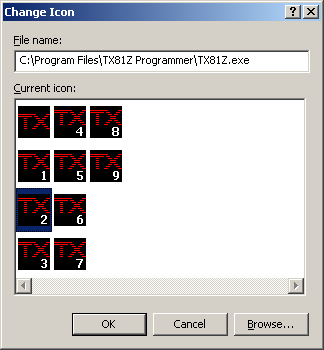 Change Icon
File name:
C:\Program Files\TX81Z Programmer\TX81Z.exe
Current icon:
TX TX 4 TX 8
TX 1 TX 5 TX 9
TX 2 TX 6
TX 3 TX 7
OK Cancel Browse...